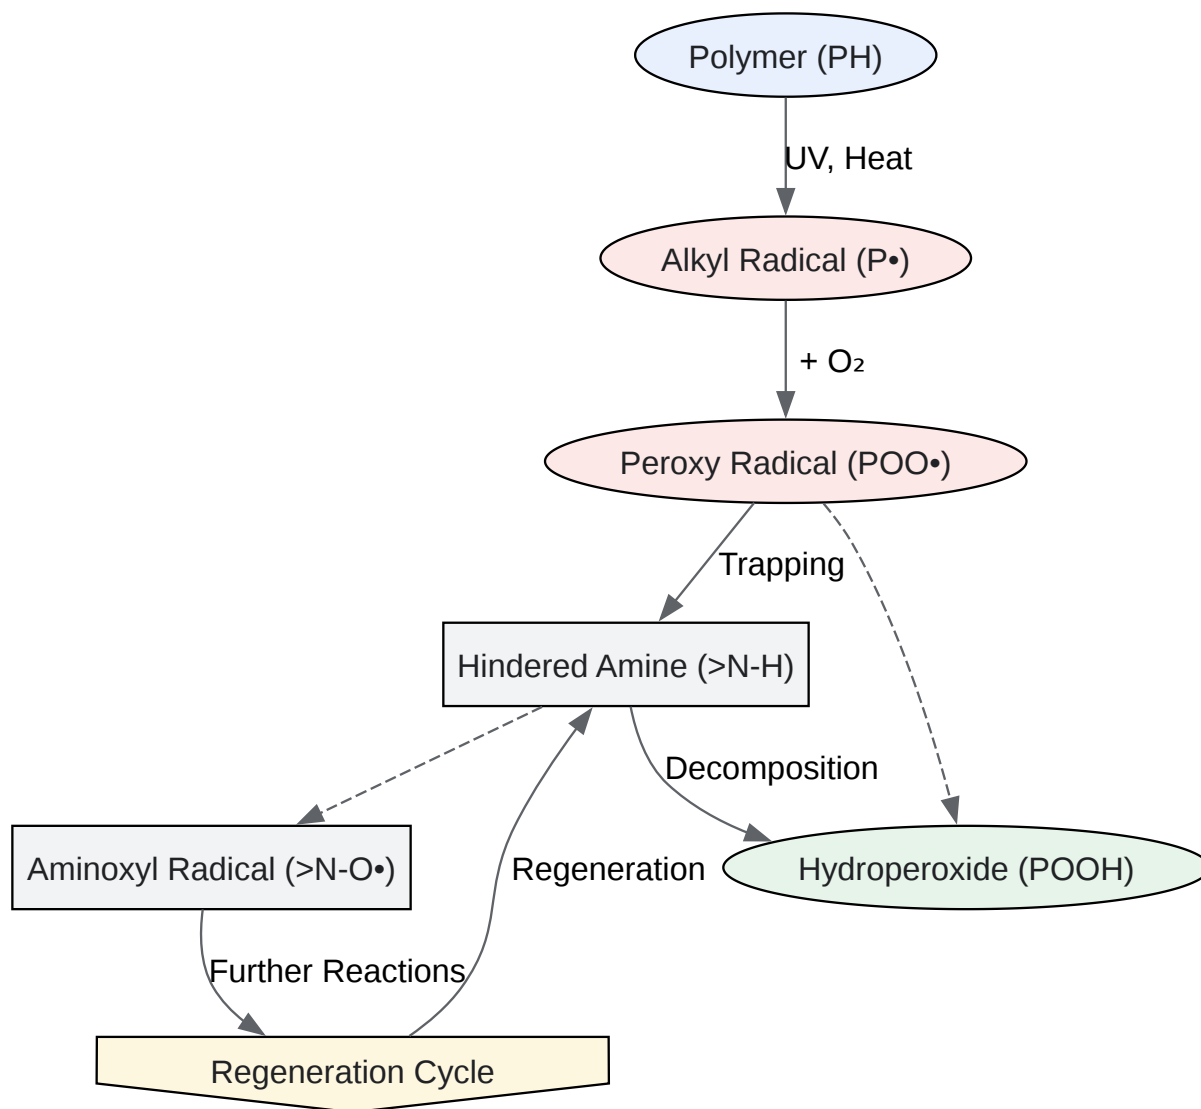 Polymer (PH)
UV, Heat
Alkyl Radical (P•)
+ O₂
Peroxy Radical (POO•)
Trapping
Hindered Amine (>N-H)
Decomposition
Aminoxyl Radical (>N-O•)
Regeneration
Hydroperoxide (POOH)
Further Reactions
Regeneration Cycle